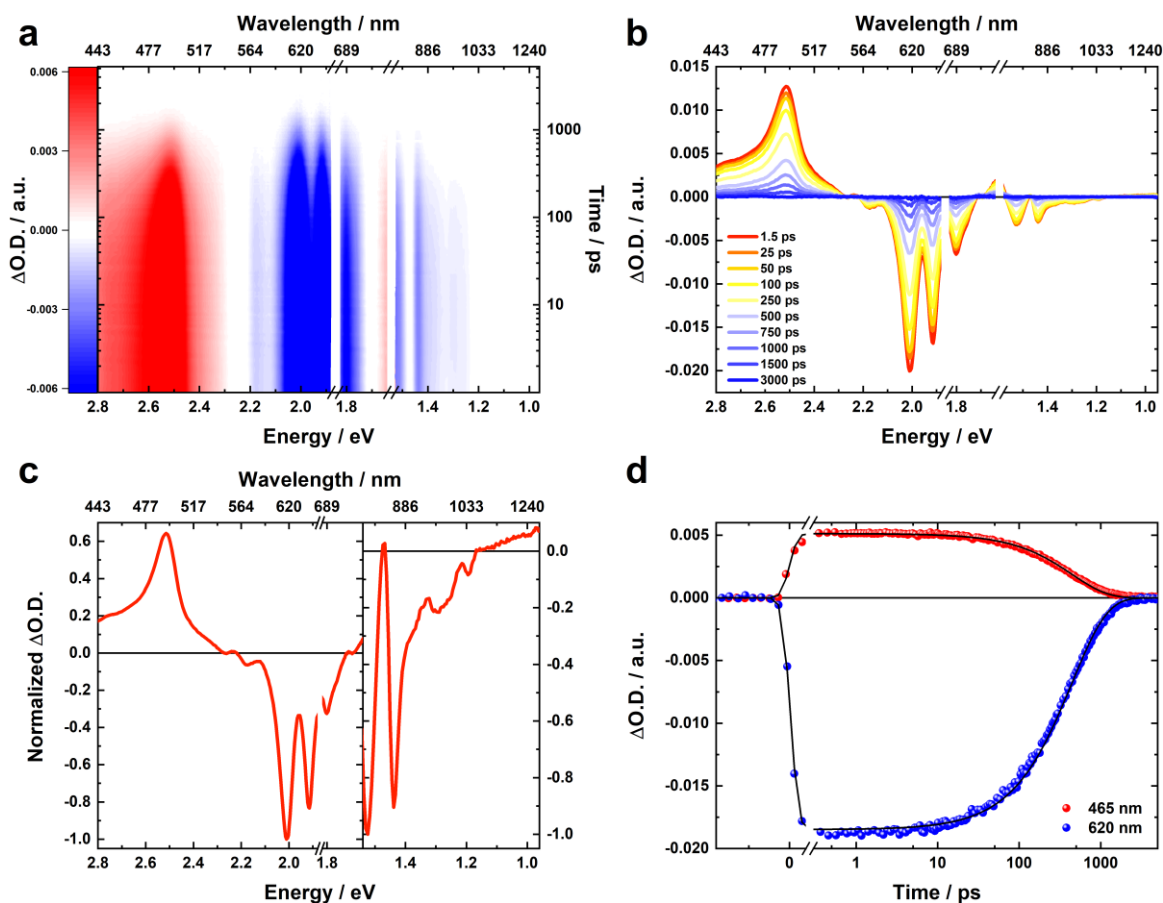 a
Wavelength / nm
443 477 517 564 620 689 886 1033 1240
0.006
0.003
0.000
-0.003
-0.006
ΔO.D. / a.u.
1000
100
10
Time / ps
2.8 2.6 2.4 2.2 2.0 1.8 1.4 1.2 1.0
Energy / eV
b
Wavelength / nm
443 477 517 564 620 689 886 1033 1240
0.015
0.010
0.005
0.000
-0.005
-0.010
-0.015
-0.020
ΔO.D. / a.u.
1.5 ps
25 ps
50 ps
100 ps
250 ps
500 ps
750 ps
1000 ps
1500 ps
3000 ps
2.8 2.6 2.4 2.2 2.0 1.8 1.4 1.2 1.0
Energy / eV
c
Wavelength / nm
443 477 517 564 620 689 886 1033 1240
0.6
0.4
0.2
0.0
-0.2
-0.4
-0.6
-0.8
-1.0
Normalized ΔO.D.
0.0
-0.2
-0.4
-0.6
-0.8
-1.0
2.8 2.6 2.4 2.2 2.0 1.8 1.4 1.2 1.0
Energy / eV
d
0.005
0.000
-0.005
-0.010
-0.015
-0.020
ΔO.D. / a.u.
465 nm
620 nm
0 1 10 100 1000
Time / ps